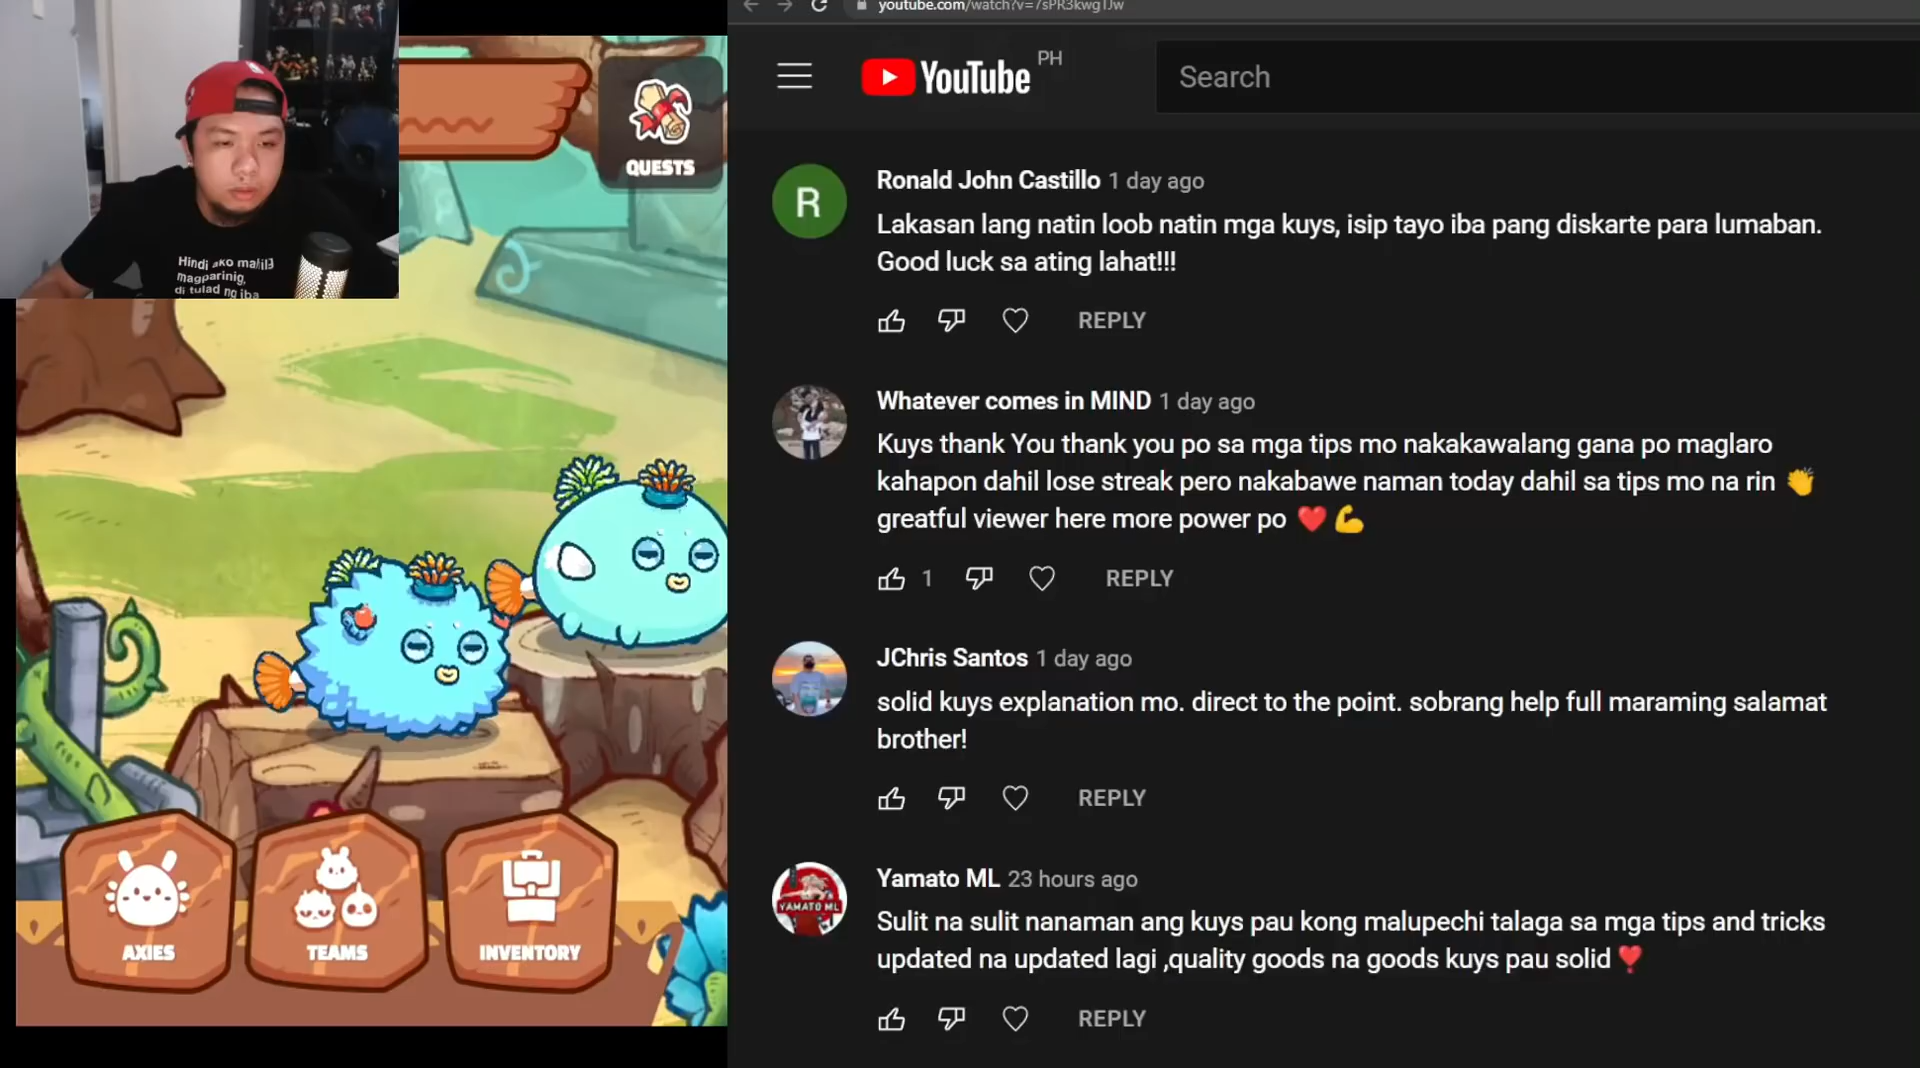 youtube.com/watch?v=7sPR3kwgTJw
YouTube PH
Search
QUESTS
Hindi ako mahilig
magparinig,
di tulad ng iba
Ronald John Castillo 1 day ago
Lakasan lang natin loob natin mga kuys, isip tayo iba pang diskarte para lumaban.
Good luck sa ating lahat!!!
REPLY
Whatever comes in MIND 1 day ago
Kuys thank You thank you po sa mga tips mo nakakawalang gana po maglaro
kahapon dahil lose streak pero nakabawe naman today dahil sa tips mo na rin 👏
greatful viewer here more power po ❤️ 💪
1 REPLY
JChris Santos 1 day ago
solid kuys explanation mo. direct to the point. sobrang help full maraming salamat
brother!
REPLY
Yamato ML 23 hours ago
YAMATO ML
Sulit na sulit nanaman ang kuys pau kong malupechi talaga sa mga tips and tricks
updated na updated lagi ,quality goods na goods kuys pau solid ❣️
REPLY
R
AXIES
TEAMS
INVENTORY